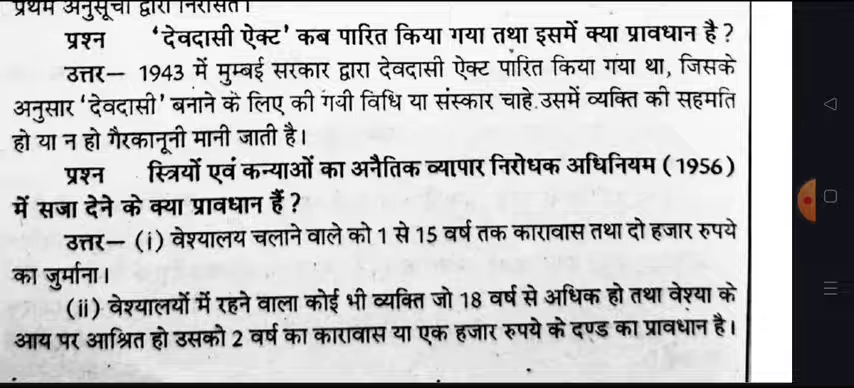 प्रथम अनुसूची द्वारा निरसित।
प्रश्न 'देवदासी ऐक्ट' कब पारित किया गया तथा इसमें क्या प्रावधान है ?
उत्तर— 1943 में मुम्बई सरकार द्वारा देवदासी ऐक्ट पारित किया गया था, जिसके
अनुसार 'देवदासी' बनाने के लिए की गयी विधि या संस्कार चाहे उसमें व्यक्ति की सहमति
हो या न हो गैरकानूनी मानी जाती है।
प्रश्न स्त्रियों एवं कन्याओं का अनैतिक व्यापार निरोधक अधिनियम (1956)
में सजा देने के क्या प्रावधान हैं ?
उत्तर— (i) वेश्यालय चलाने वाले को 1 से 15 वर्ष तक कारावास तथा दो हजार रुपये
का जुर्माना।
(ii) वेश्यालयों में रहने वाला कोई भी व्यक्ति जो 18 वर्ष से अधिक हो तथा वेश्या के
आय पर आश्रित हो उसको 2 वर्ष का कारावास या एक हजार रुपये के दण्ड का प्रावधान है।